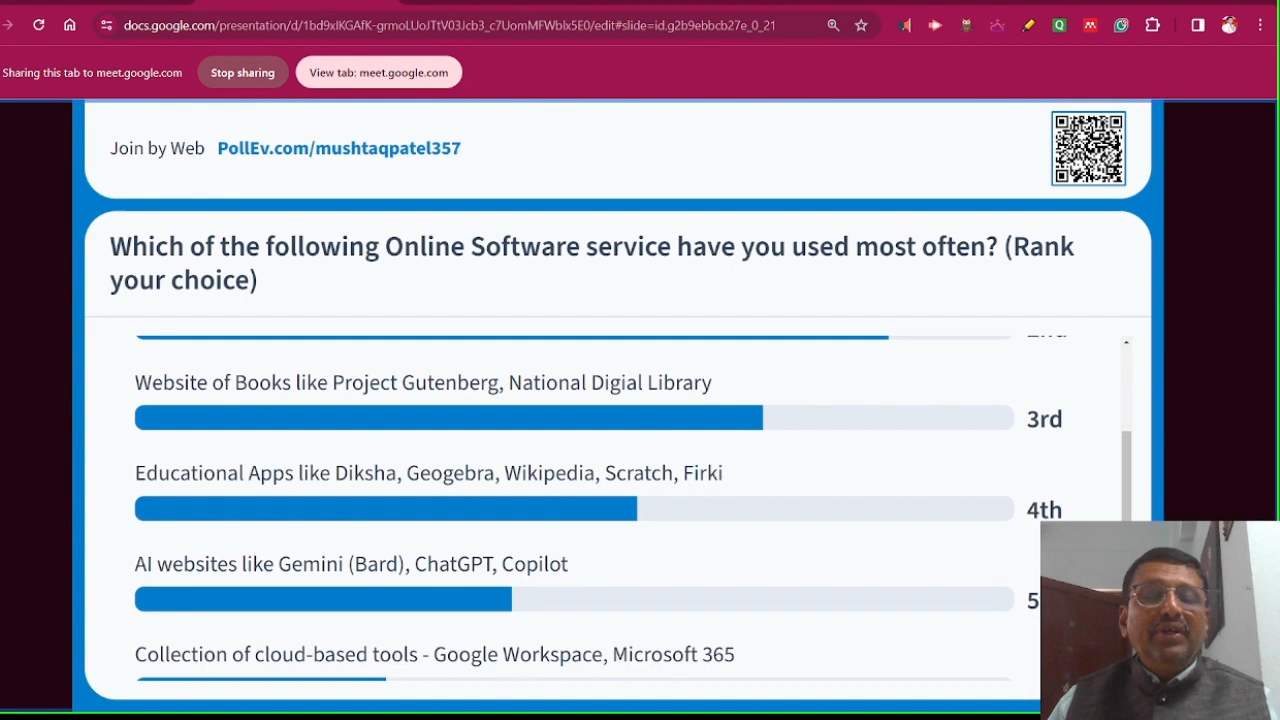 docs.google.com/presentation/d/1bd9xlKGAfK-grmoLUoJTtV03Jcb3_c7UomMFWblx5E0/edit#slide=id.g2b9ebbcb27e_0_21
Sharing this tab to meet.google.com Stop sharing View tab: meet.google.com
Join by Web PollEv.com/mushtaqpatel357
Which of the following Online Software service have you used most often? (Rank
your choice)
Website of Books like Project Gutenberg, National Digial Library
3rd
Educational Apps like Diksha, Geogebra, Wikipedia, Scratch, Firki
4th
AI websites like Gemini (Bard), ChatGPT, Copilot
5
Collection of cloud-based tools - Google Workspace, Microsoft 365